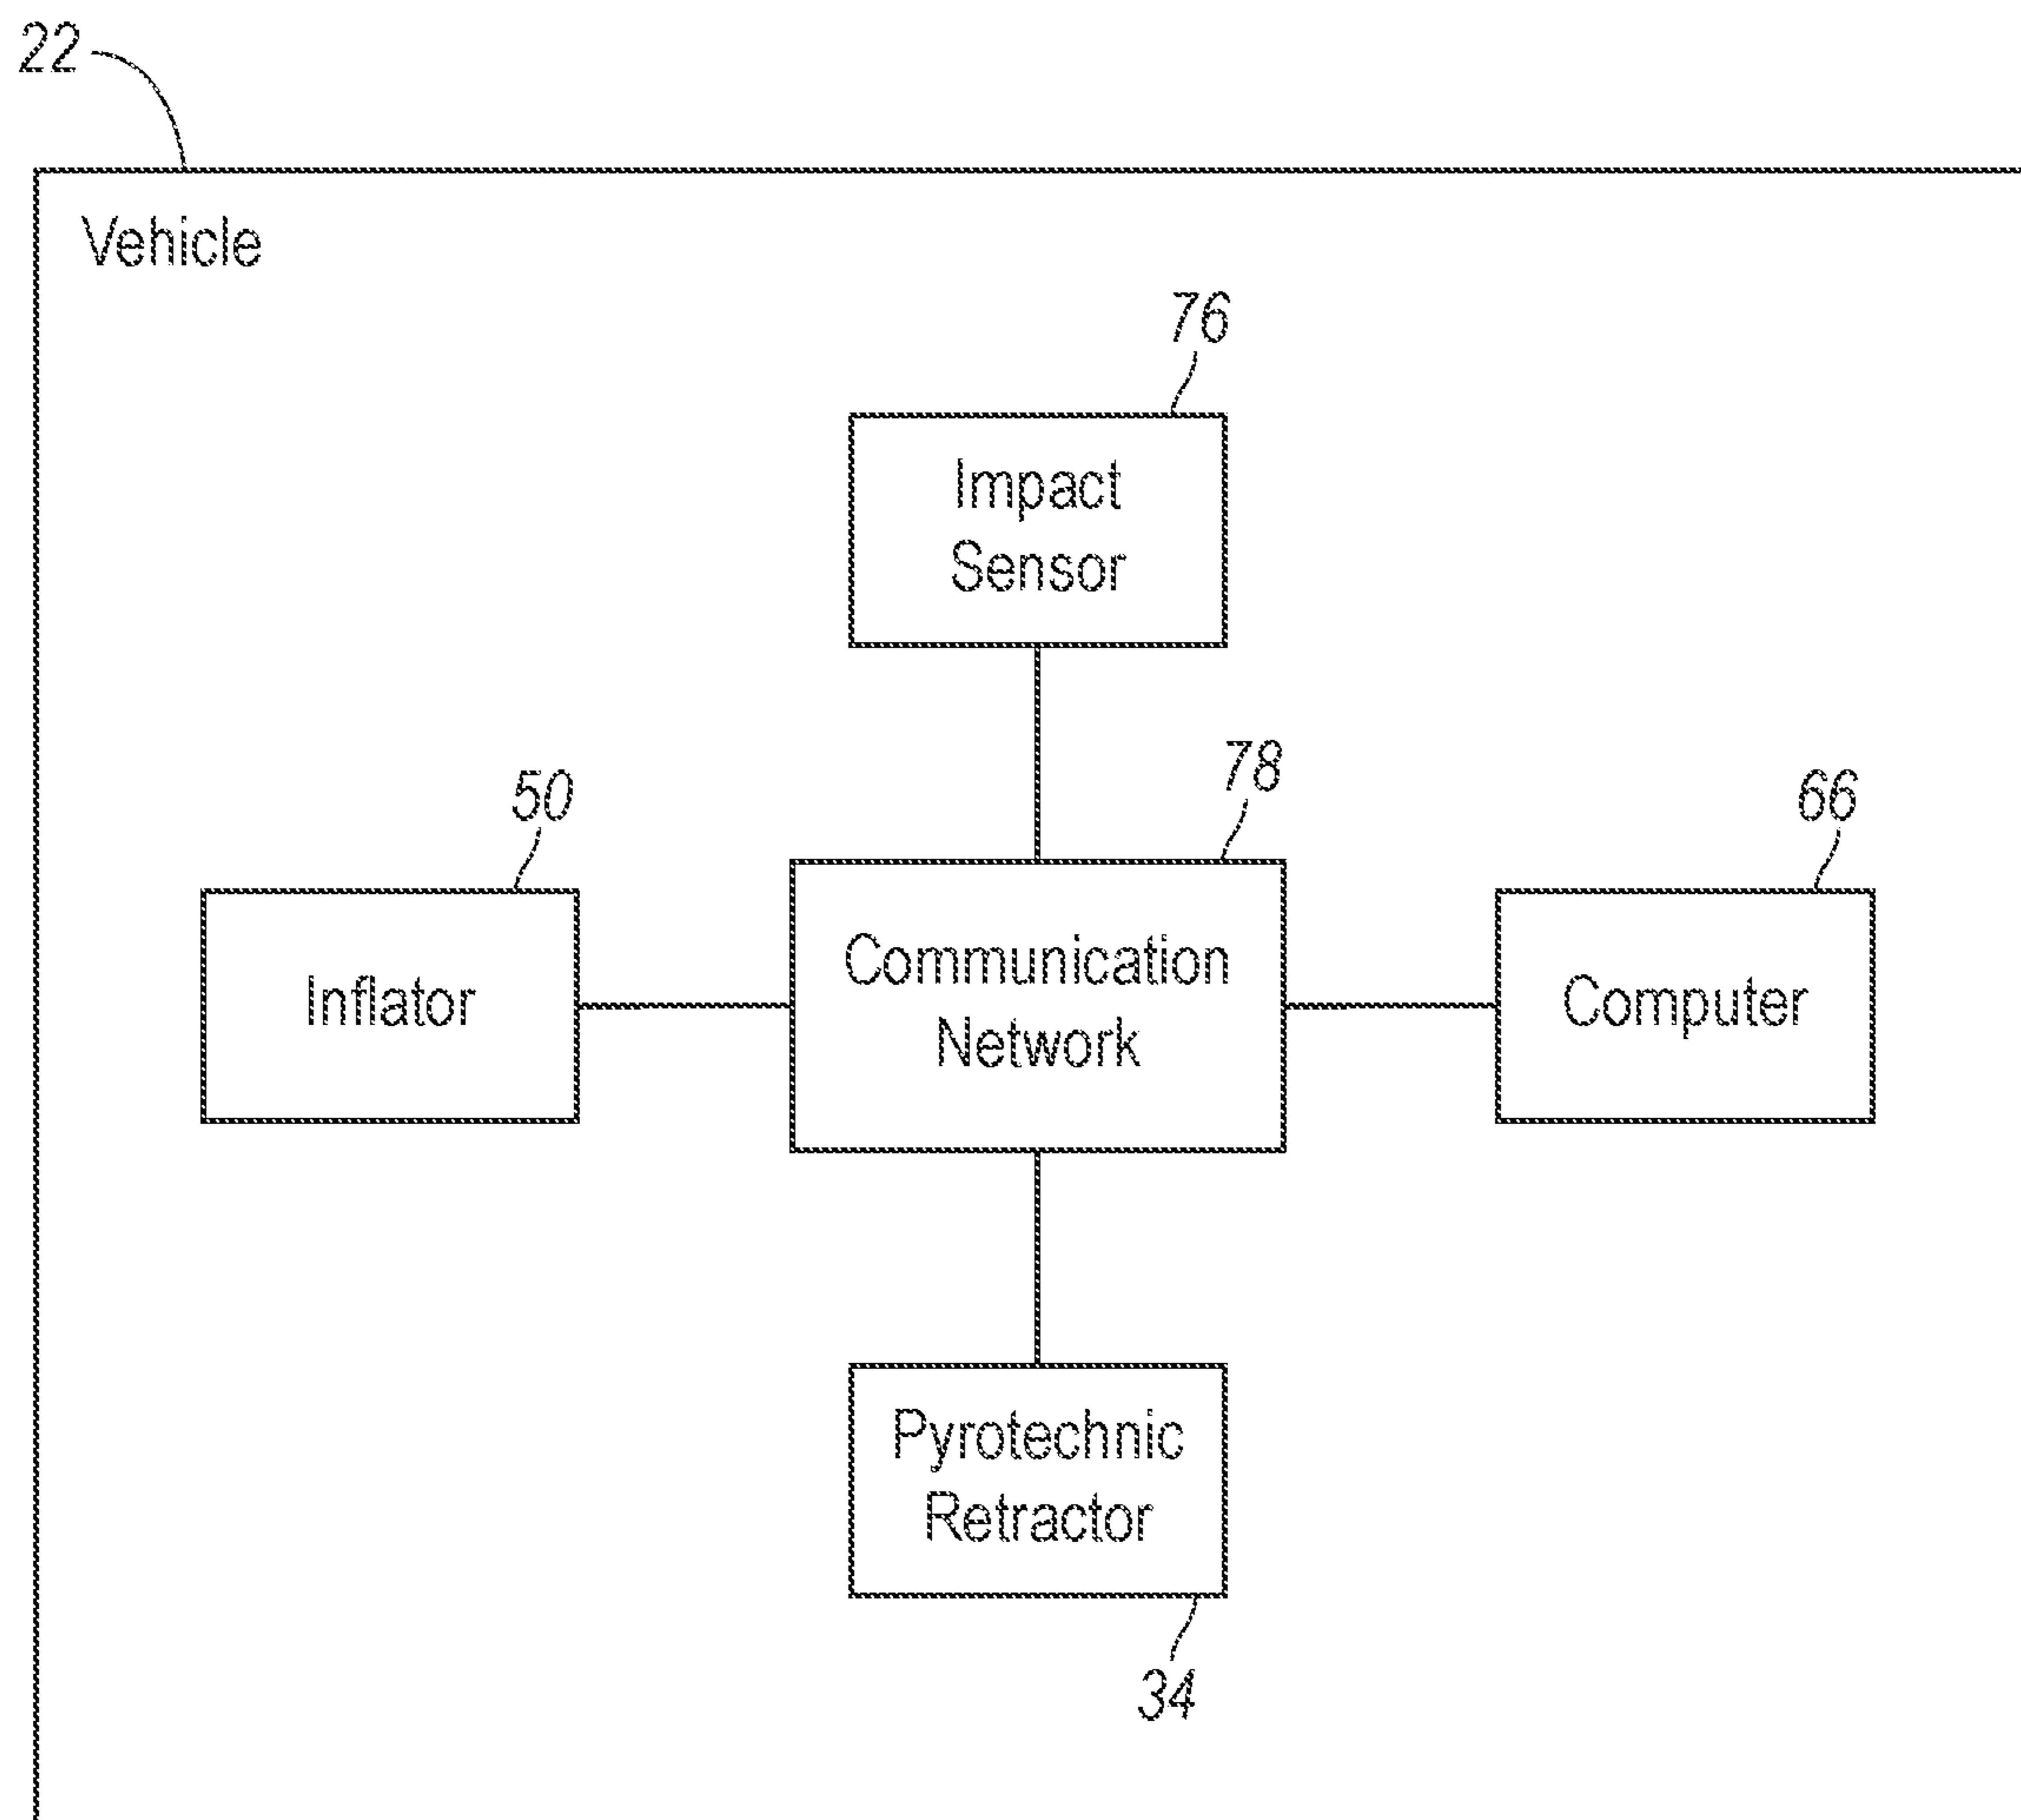 22
Vehicle
76
Impact
Sensor
78
50
66
Communication
Network
Inflator
Computer
Pyrotechnic
Retractor
34